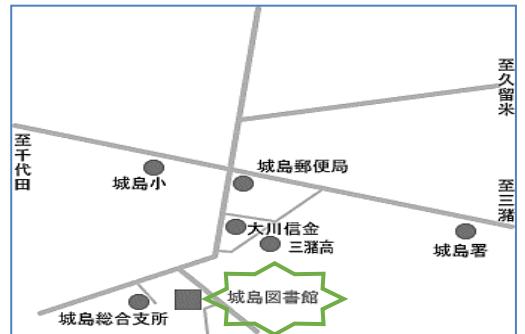 至久留米
至千代田
城島郵便局
城島小
至三潴
大川信金
三潴高
城島署
城島図書館
城島総合支所